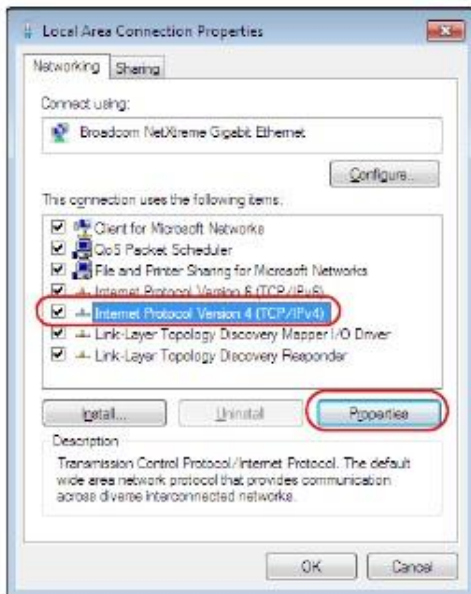 Local Area Connection Properties
Networking
Sharing
Connect using:
Broadcom NetXtreme Gigabit Ethernet
Configure...
This connection uses the following items:
Client for Microsoft Networks
QoS Packet Scheduler
File and Printer Sharing for Microsoft Networks
Internet Protocol Version 6 (TCP/IPv6)
Internet Protocol Version 4 (TCP/IPv4)
Link-Layer Topology Discovery Mapper I/O Driver
Link-Layer Topology Discovery Responder
Install...
Uninstall
Properties
Description
Transmission Control Protocol/Internet Protocol. The default
wide area network protocol that provides communication
across diverse interconnected networks.
OK
Cancel